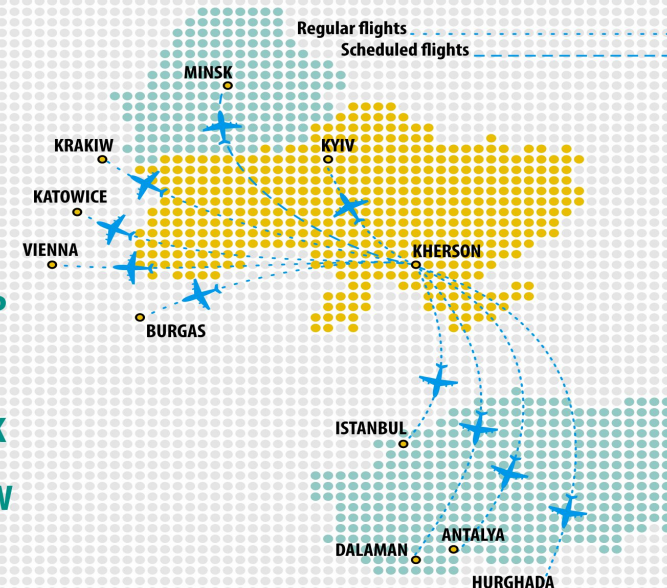 Regular flights
Scheduled flights
MINSK
KRAKIW
KYIV
KATOWICE
VIENNA
KHERSON
BURGAS
ISTANBUL
ANTALYA
DALAMAN
HURGHADA